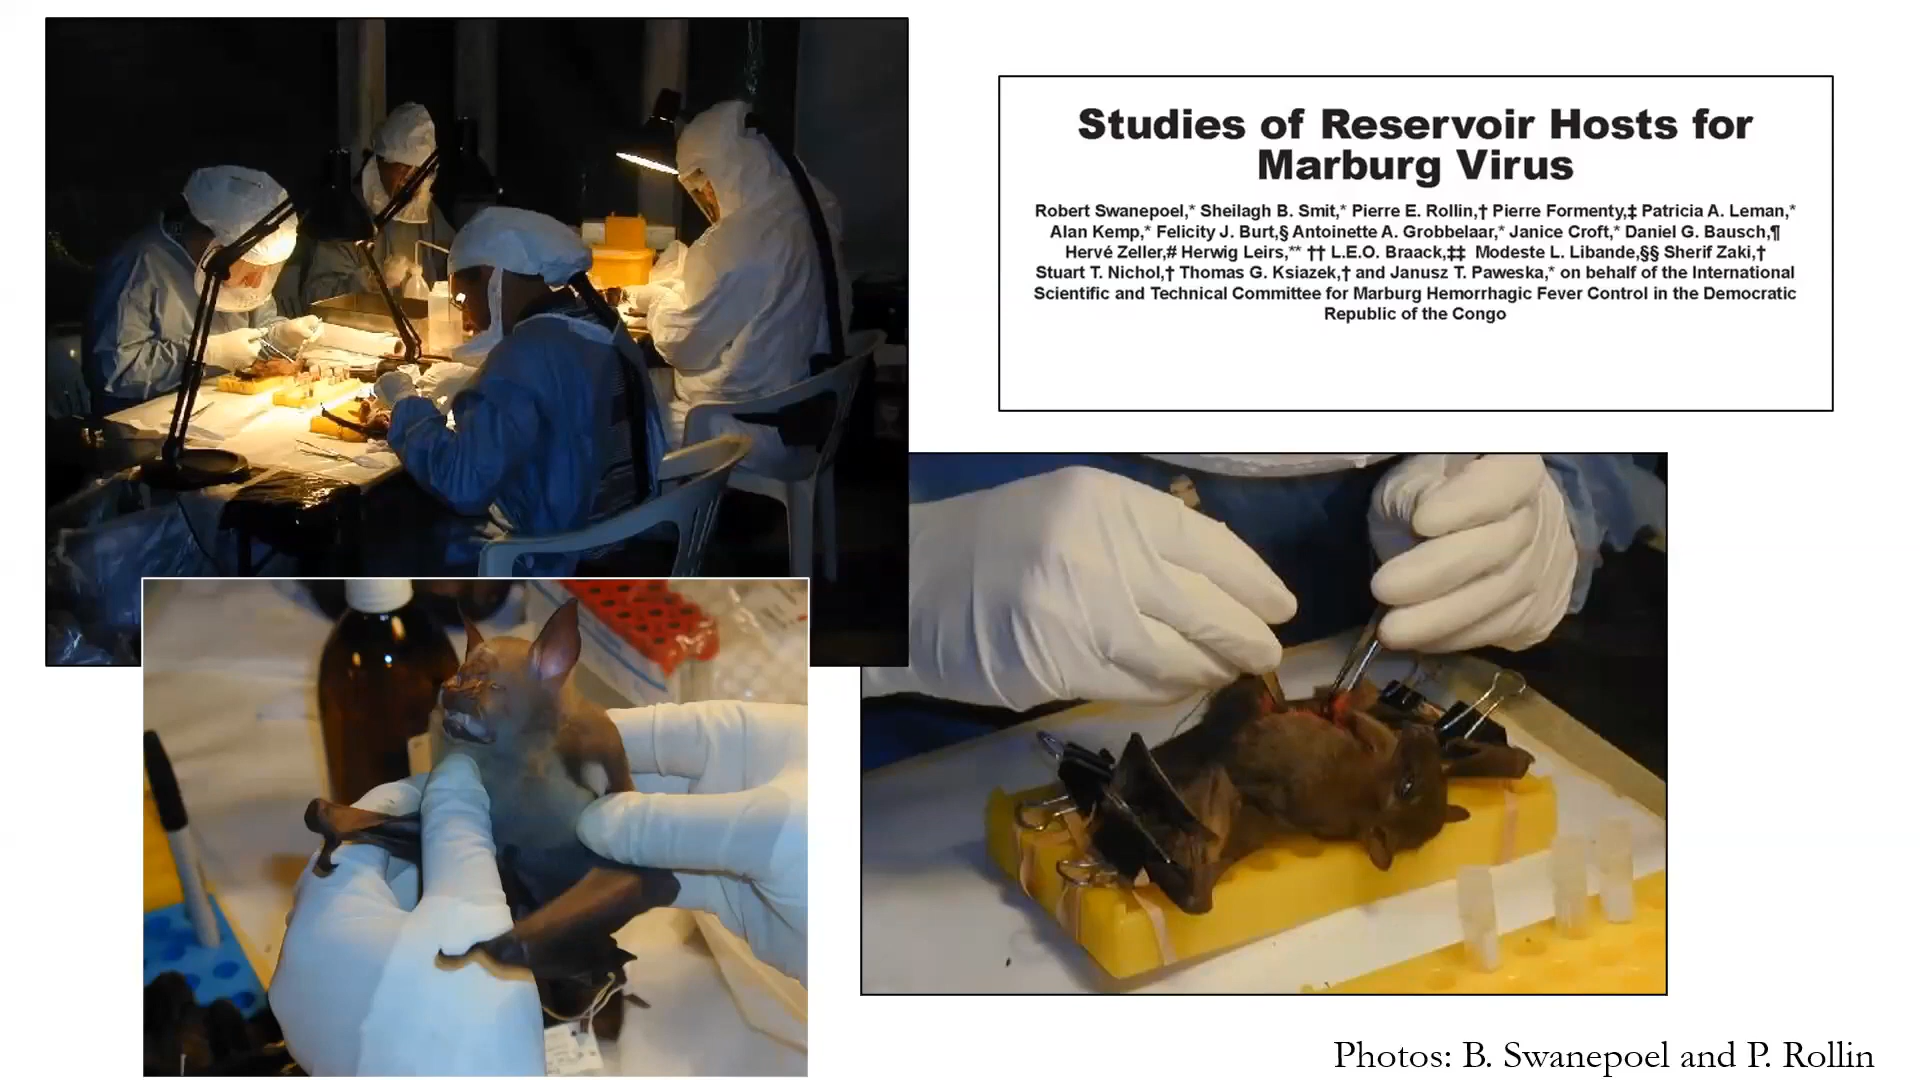 Studies of Reservoir Hosts for
Marburg Virus
Robert Swanepoel,* Sheilagh B. Smit,* Pierre E. Rollin,† Pierre Formenty,‡ Patricia A. Leman,*
Alan Kemp,* Felicity J. Burt,§ Antoinette A. Grobbelaar,* Janice Croft,* Daniel G. Bausch,¶
Hervé Zeller,# Herwig Leirs,** †† L.E.O. Braack,‡‡ Modeste L. Libande,§§ Sherif Zaki,†
Stuart T. Nichol,† Thomas G. Ksiazek,† and Janusz T. Paweska,* on behalf of the International
Scientific and Technical Committee for Marburg Hemorrhagic Fever Control in the Democratic
Republic of the Congo
Photos: B. Swanepoel and P. Rollin